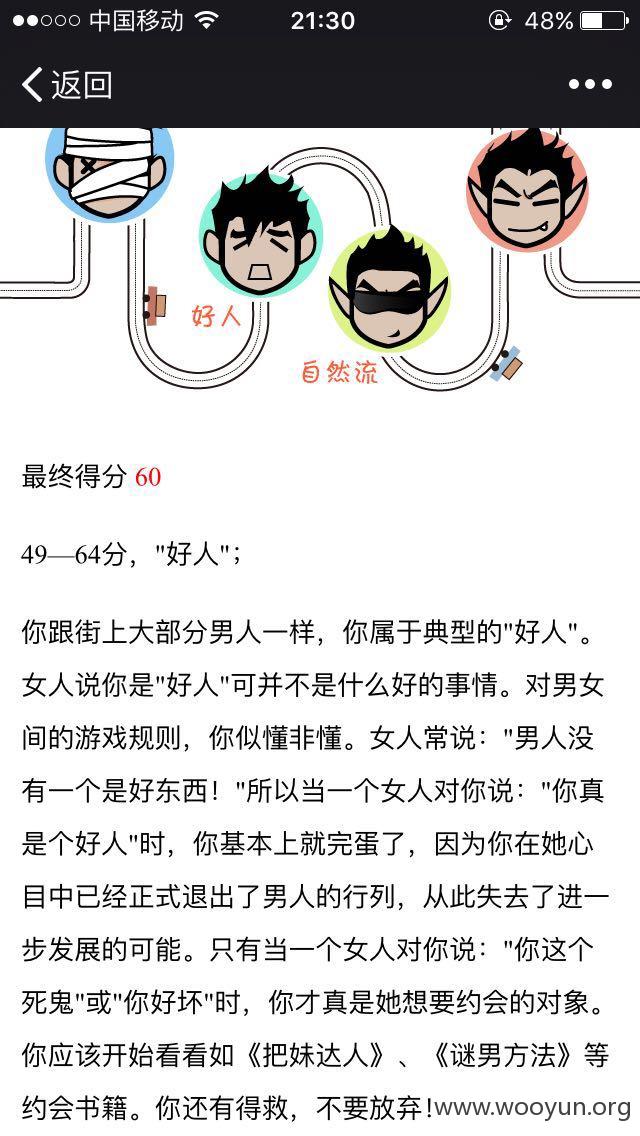 中国移动 21:30 48%
返回
好人
自然流
最终得分 60
49—64分，"好人"；
你跟街上大部分男人一样，你属于典型的"好人"。
女人说你是"好人"可并不是什么好的事情。对男女
间的游戏规则，你似懂非懂。女人常说："男人没
有一个是好东西！"所以当一个女人对你说："你真
是个好人"时，你基本上就完蛋了，因为你在她心
目中已经正式退出了男人的行列，从此失去了进一
步发展的可能。只有当一个女人对你说："你这个
死鬼"或"你好坏"时，你才真是她想要约会的对象。
你应该开始看看如《把妹达人》、《谜男方法》等
约会书籍。你还有得救，不要放弃！www.wooyun.org